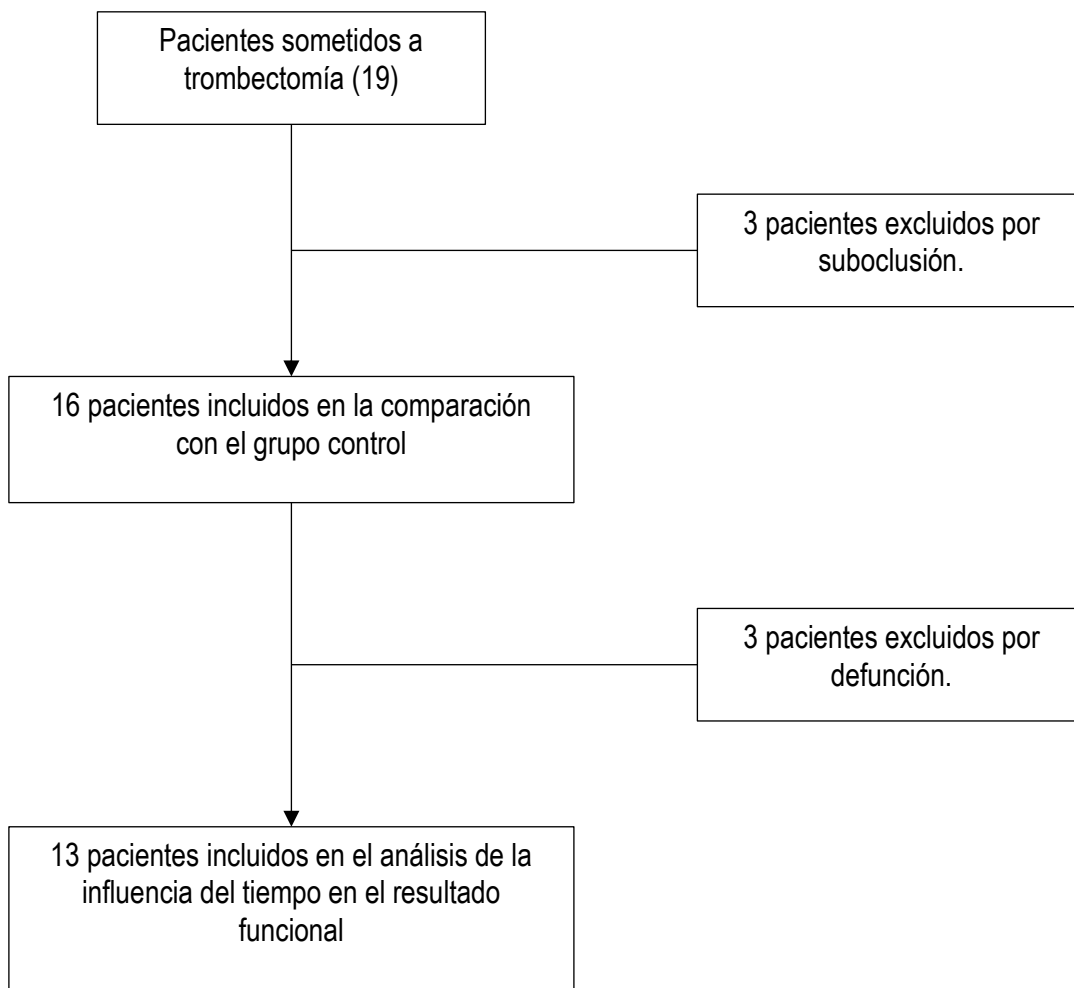 Pacientes sometidos a
trombectomía (19)
3 pacientes excluidos por
suboclusión.
16 pacientes incluidos en la comparación
con el grupo control
3 pacientes excluidos por
defunción.
13 pacientes incluidos en el análisis de la
influencia del tiempo en el resultado
funcional